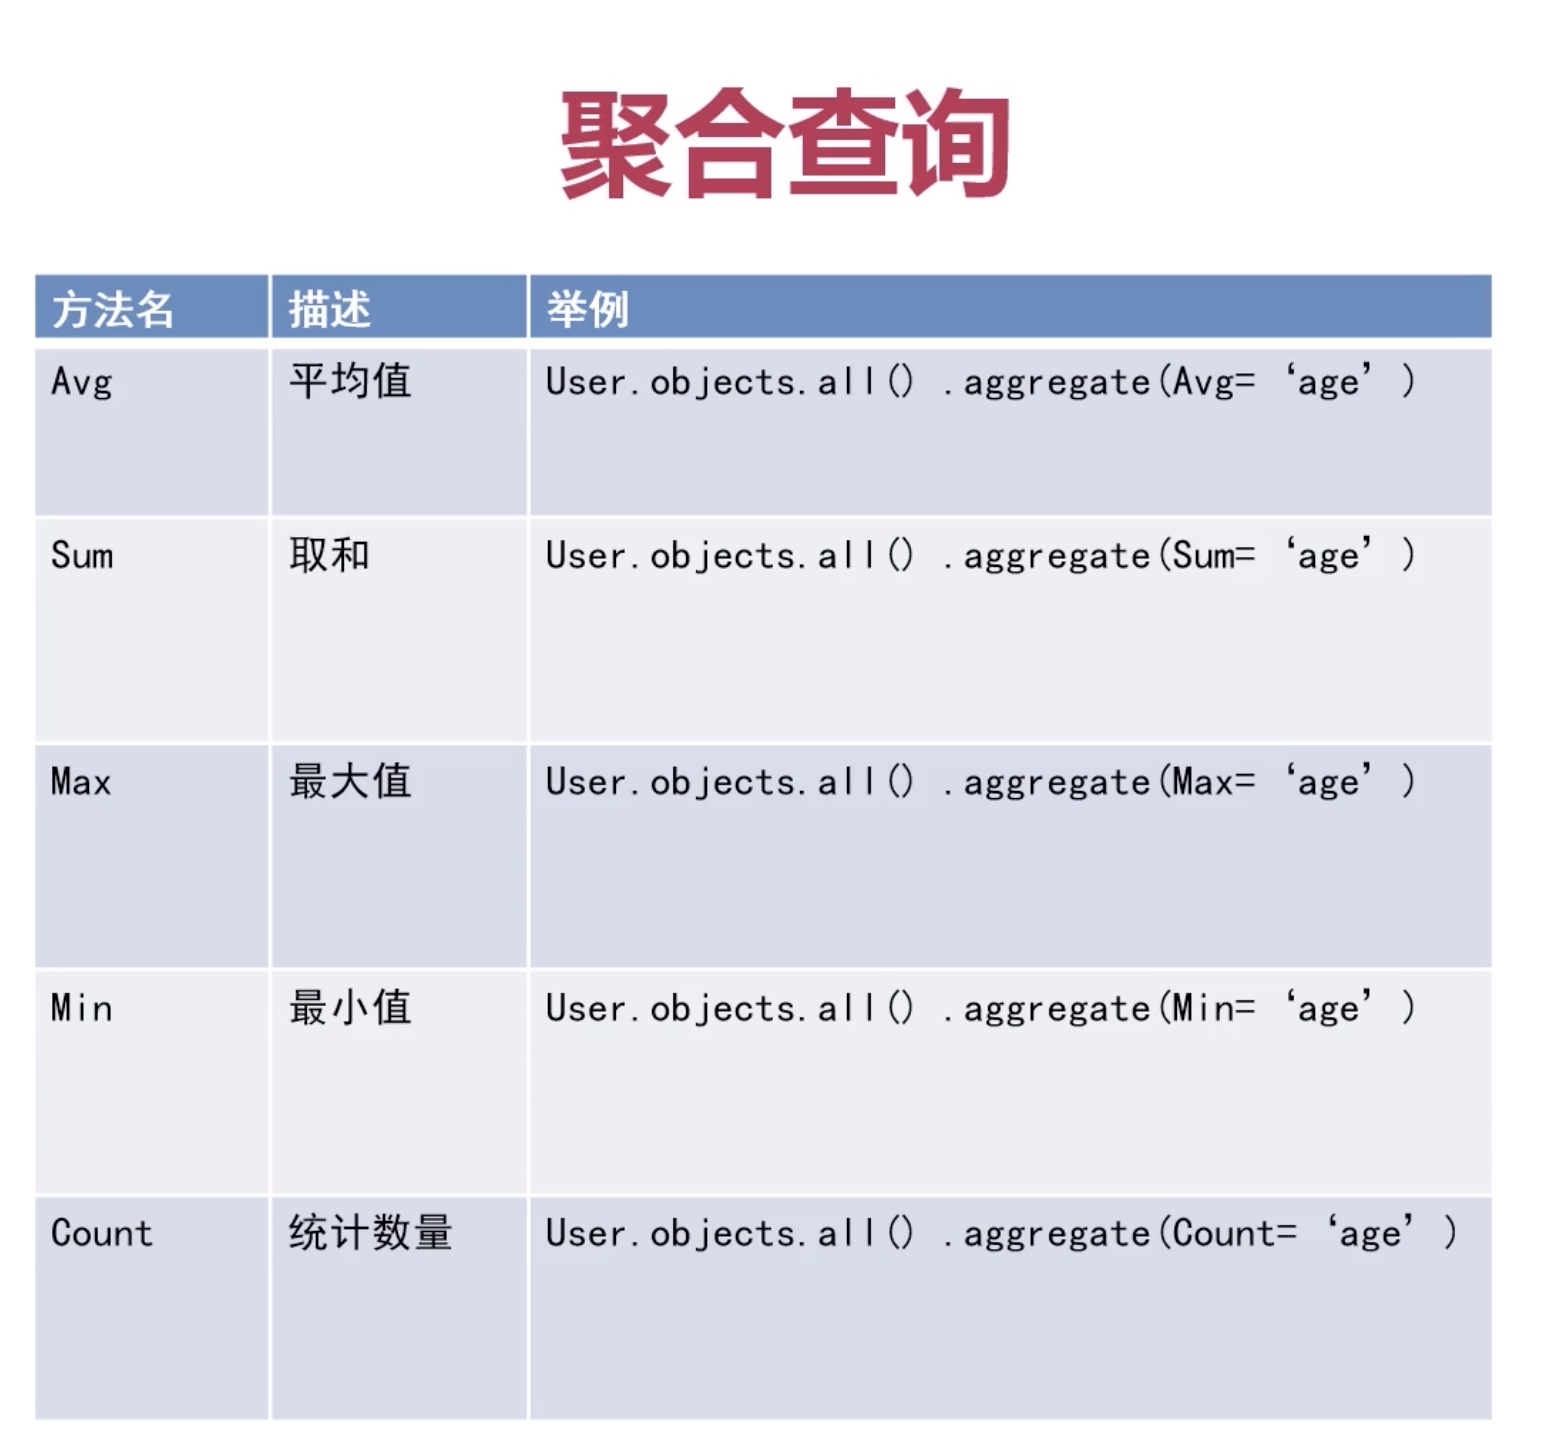 聚合查询
方法名 描述 举例
Avg 平均值 User.objects.all() .aggregate(Avg= ‘age’ )
Sum 取和 User.objects.all() .aggregate(Sum= ‘age’ )
Max 最大值 User.objects.all() .aggregate(Max= ‘age’ )
Min 最小值 User.objects.all() .aggregate(Min= ‘age’ )
Count 统计数量 User.objects.all() .aggregate(Count= ‘age’ )